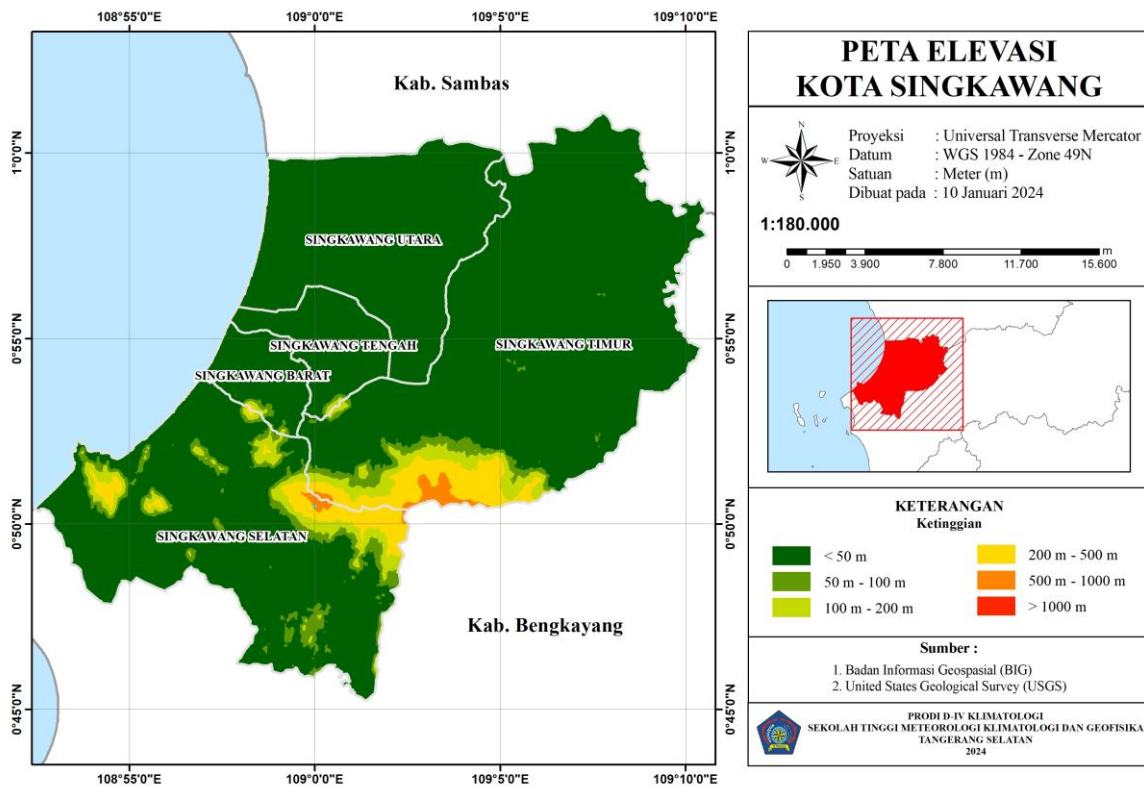 108°55'0"E 109°0'0"E 109°5'0"E 109°10'0"E
Kab. Sambas
1°0'0"N 1°0'0"N
SINGKAWANG UTARA
0°55'0"N 0°55'0"N
SINGKAWANG TENGAH
SINGKAWANG TIMUR
SINGKAWANG BARAT
0°50'0"N 0°50'0"N
SINGKAWANG SELATAN
Kab. Bengkayang
0°45'0"N 0°45'0"N
108°55'0"E 109°0'0"E 109°5'0"E 109°10'0"E
PETA ELEVASI
KOTA SINGKAWANG
N
W E
S
Proyeksi : Universal Transverse Mercator
Datum : WGS 1984 - Zone 49N
Satuan : Meter (m)
Dibuat pada : 10 Januari 2024
1:180.000
m
0 1.950 3.900 7.800 11.700 15.600
KETERANGAN
Ketinggian
< 50 m
50 m - 100 m
100 m - 200 m
200 m - 500 m
500 m - 1000 m
> 1000 m
Sumber :
1. Badan Informasi Geospasial (BIG)
2. United States Geological Survey (USGS)
PRODI D-IV KLIMATOLOGI
SEKOLAH TINGGI METEOROLOGI KLIMATOLOGI DAN GEOFISIKA
TANGERANG SELATAN
2024